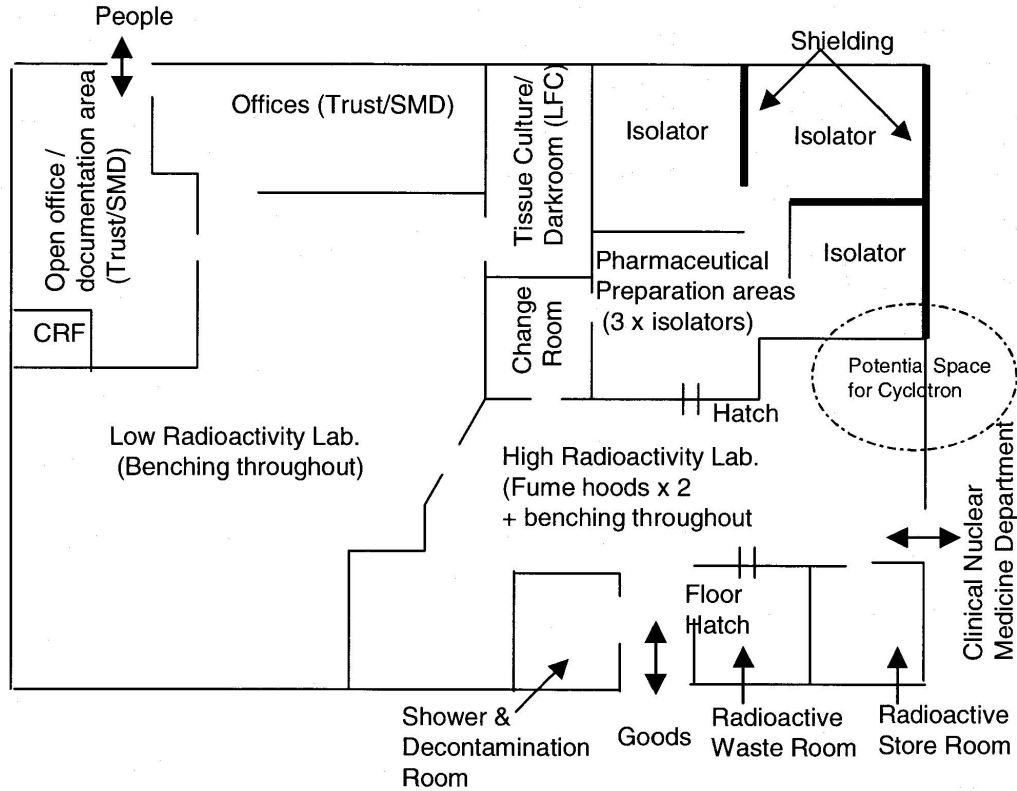 People
Shielding
Open office /
documentation area
(Trust/SMD)
Offices (Trust/SMD)
Tissue Culture/
Darkroom (LFC)
Isolator
Isolator
Isolator
Pharmaceutical
Preparation areas
(3 x isolators)
CRF
Change
Room
Potential Space
for Cyclotron
Hatch
Low Radioactivity Lab.
(Benching throughout)
High Radioactivity Lab.
(Fume hoods x 2
+ benching throughout
Clinical Nuclear
Medicine Department
Floor
Hatch
Shower &
Decontamination
Room
Goods
Radioactive
Waste Room
Radioactive
Store Room